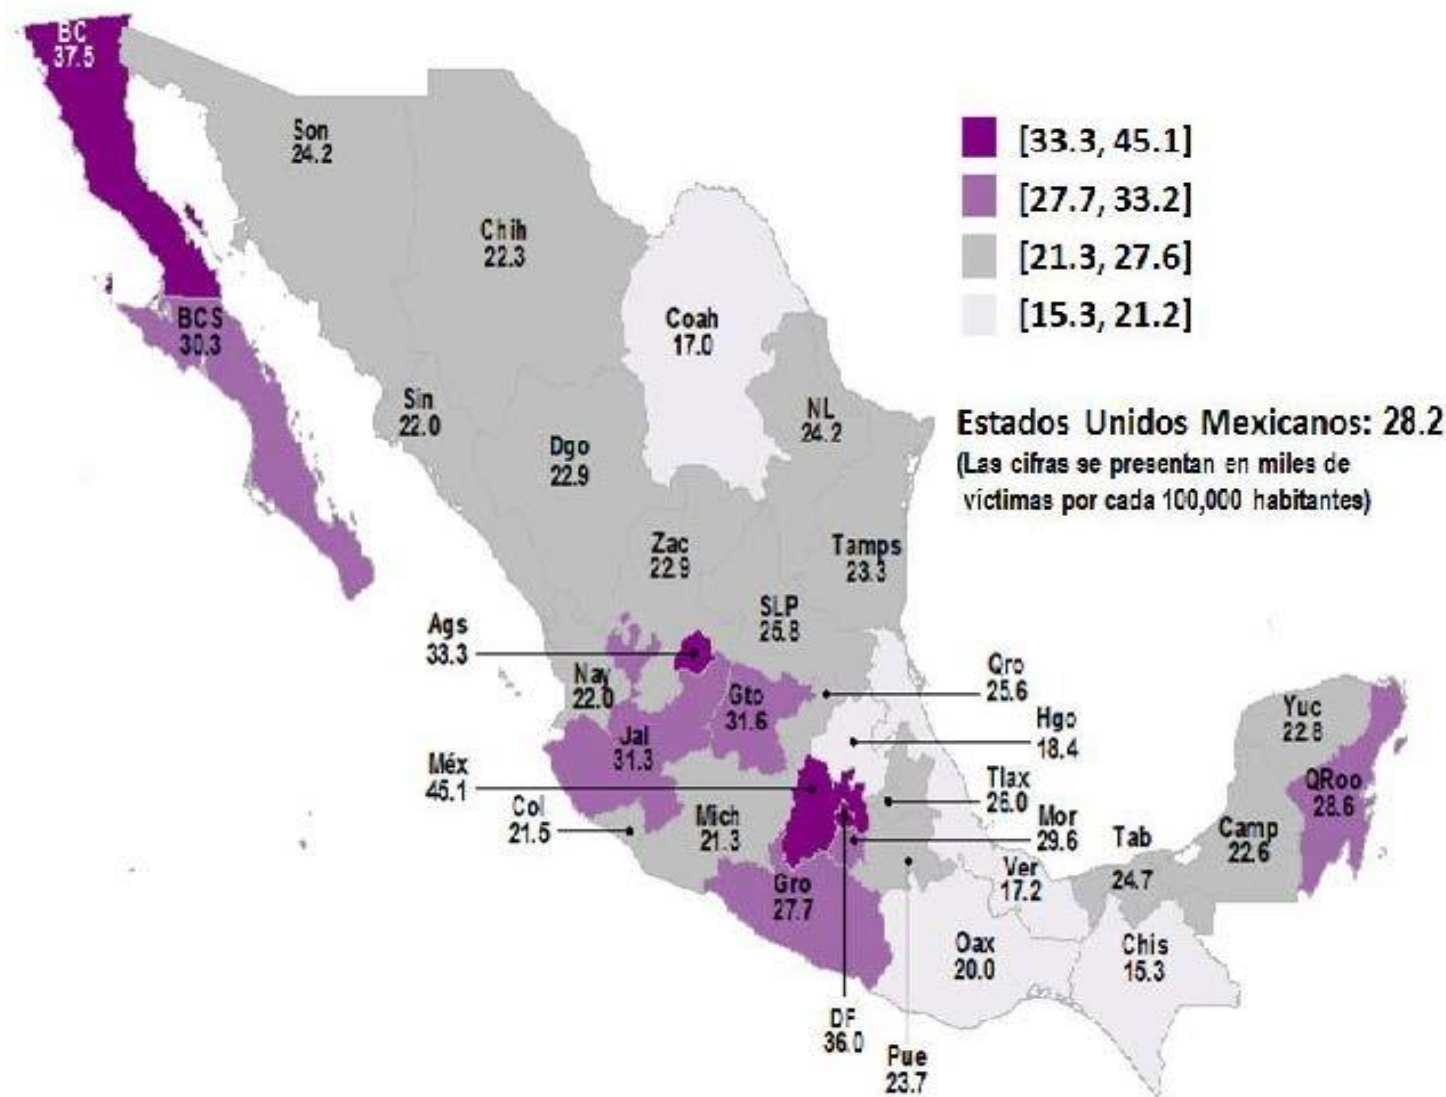 BC
37.5
Son
24.2
Chih
22.3
Coah
17.0
BCS
30.3
Sin
22.0
Dgo
22.9
NL
24.2
Zac
22.9
Tamps
23.3
SLP
25.8
Ags
33.3
Nay
22.0
Gto
31.6
Jal
31.3
Méx
45.1
Col
21.5
Mich
21.3
Gro
27.7
Qro
25.6
Hgo
18.4
Tlax
Mor
29.6
Ver
17.2
Tab
24.7
Yuc
22.8
QRoo
28.6
Camp
22.6
Oax
20.0
Chis
15.3
DF
36.0
Pue
23.7
[33.3, 45.1]
[27.7, 33.2]
[21.3, 27.6]
[15.3, 21.2]
Estados Unidos Mexicanos: 28.2
(Las cifras se presentan en miles de
víctimas por cada 100,000 habitantes)